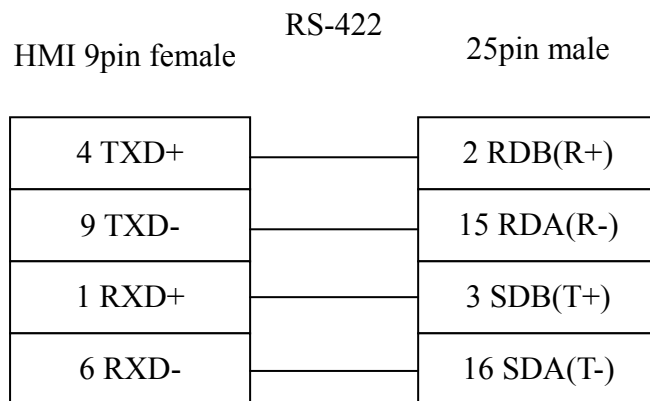 RS-422
HMI 9pin female
25pin male
4 TXD+
2 RDB(R+)
9 TXD-
15 RDA(R-)
1 RXD+
3 SDB(T+)
6 RXD-
16 SDA(T-)